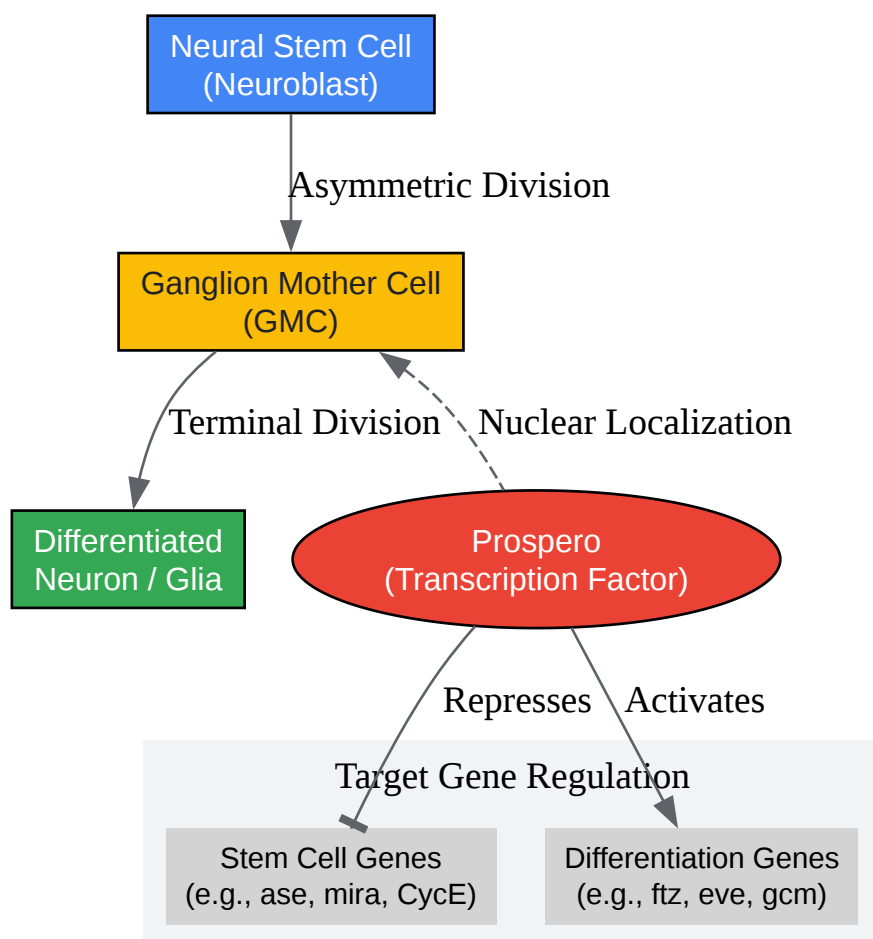 Neural Stem Cell
(Neuroblast)
Asymmetric Division
Ganglion Mother Cell
(GMC)
Terminal Division
Nuclear Localization
Differentiated
Neuron / Glia
Prospero
(Transcription Factor)
Represses
Activates
Target Gene Regulation
Stem Cell Genes
(e.g., ase, mira, CycE)
Differentiation Genes
(e.g., ftz, eve, gcm)